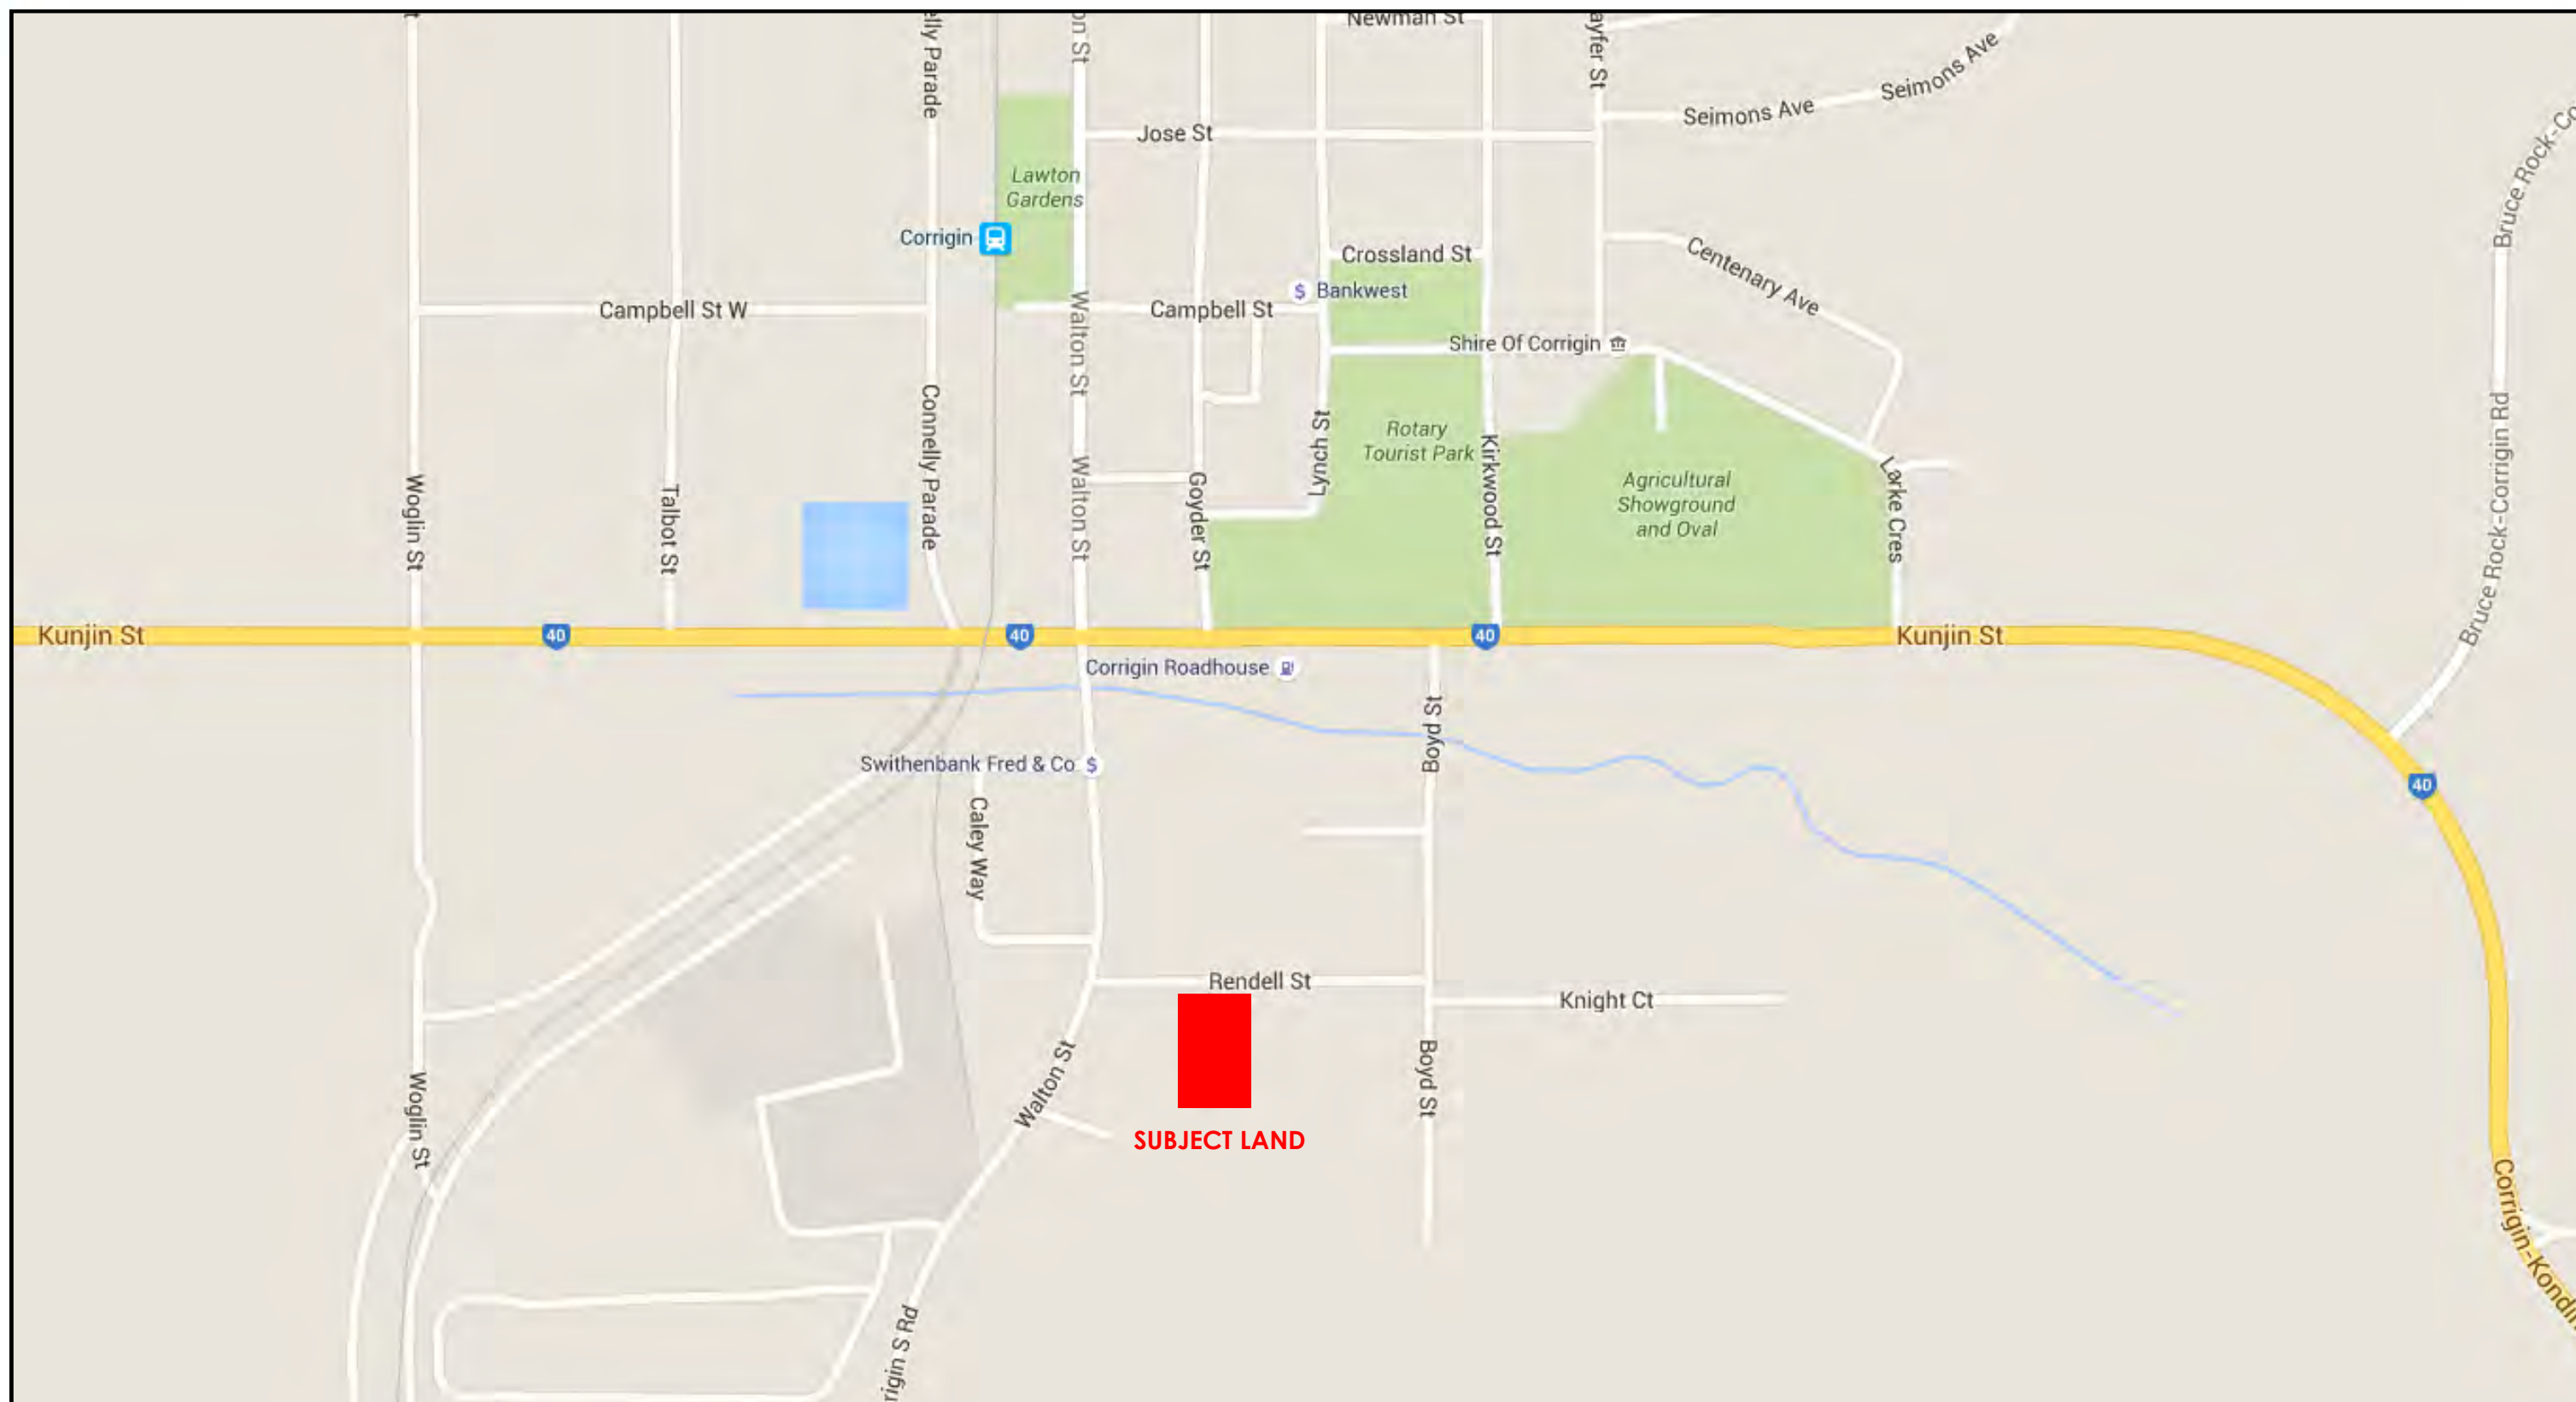 Newman St
Seimons Ave
Seimons Ave
Jose St
Lawton
Gardens
Corrigin
Crossland St
Centenary Ave
$ Bankwest
Campbell St W
Campbell St
Walton St
Shire Of Corrigin
Connelly Parade
Bruce Rock-Corrigin Rd
Lynch St
Rotary
Tourist Park
Kirkwood St
Agricultural
Showground
and Oval
Larke Cres
Woglin St
Talbot St
Walton St
Goyder St
Kunjin St
40
40
40
Kunjin St
Corrigin Roadhouse
Boyd St
Swithenbank Fred & Co $
40
Caley Way
Rendell St
Knight Ct
Walton St
Boyd St
Woglin St
SUBJECT LAND